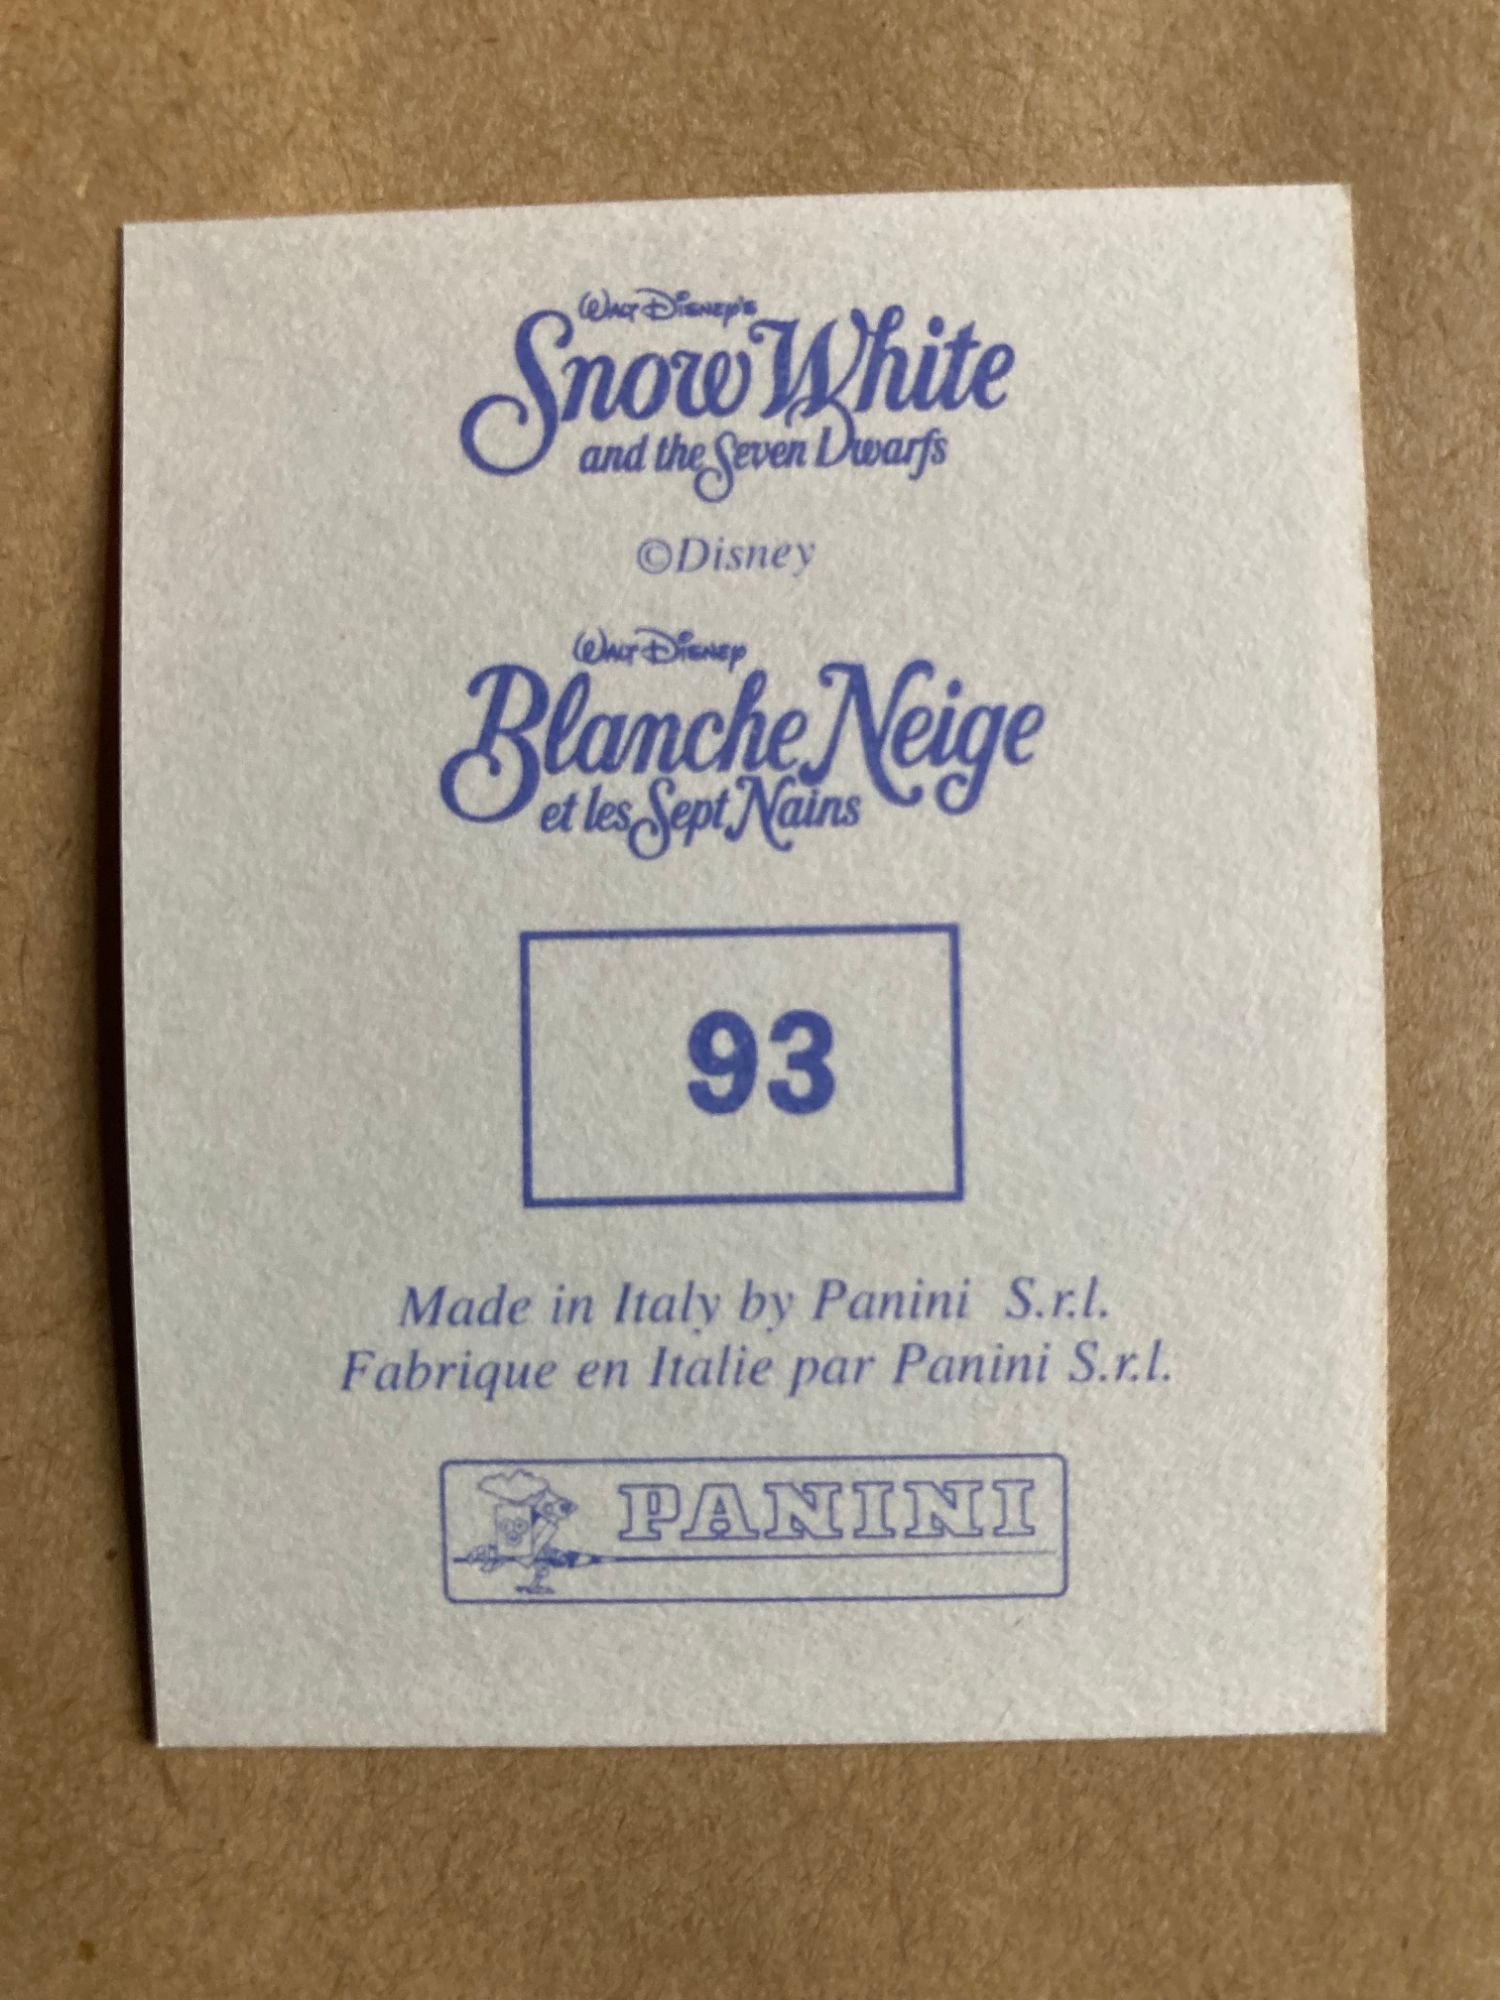 Walt Disney's
Snow White
and the Seven Dwarfs
©Disney
Walt Disney
Blanche Neige
et les Sept Nains
93
Made in Italy by Panini S.r.l.
Fabrique en Italie par Panini S.r.l.
PANINI